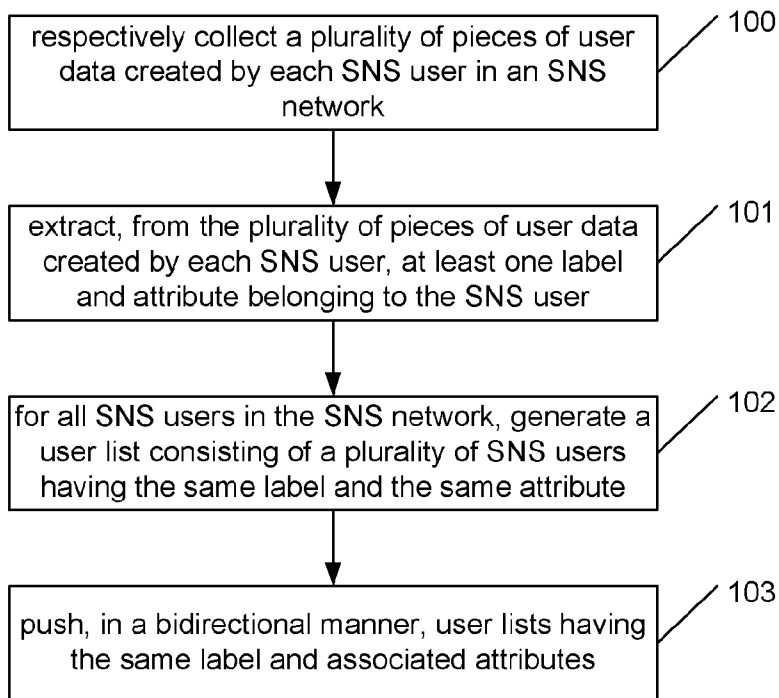 respectively collect a plurality of pieces of user
data created by each SNS user in an SNS
network
100
extract, from the plurality of pieces of user data
created by each SNS user, at least one label
and attribute belonging to the SNS user
101
for all SNS users in the SNS network, generate a
user list consisting of a plurality of SNS users
having the same label and the same attribute
102
push, in a bidirectional manner, user lists having
the same label and associated attributes
103